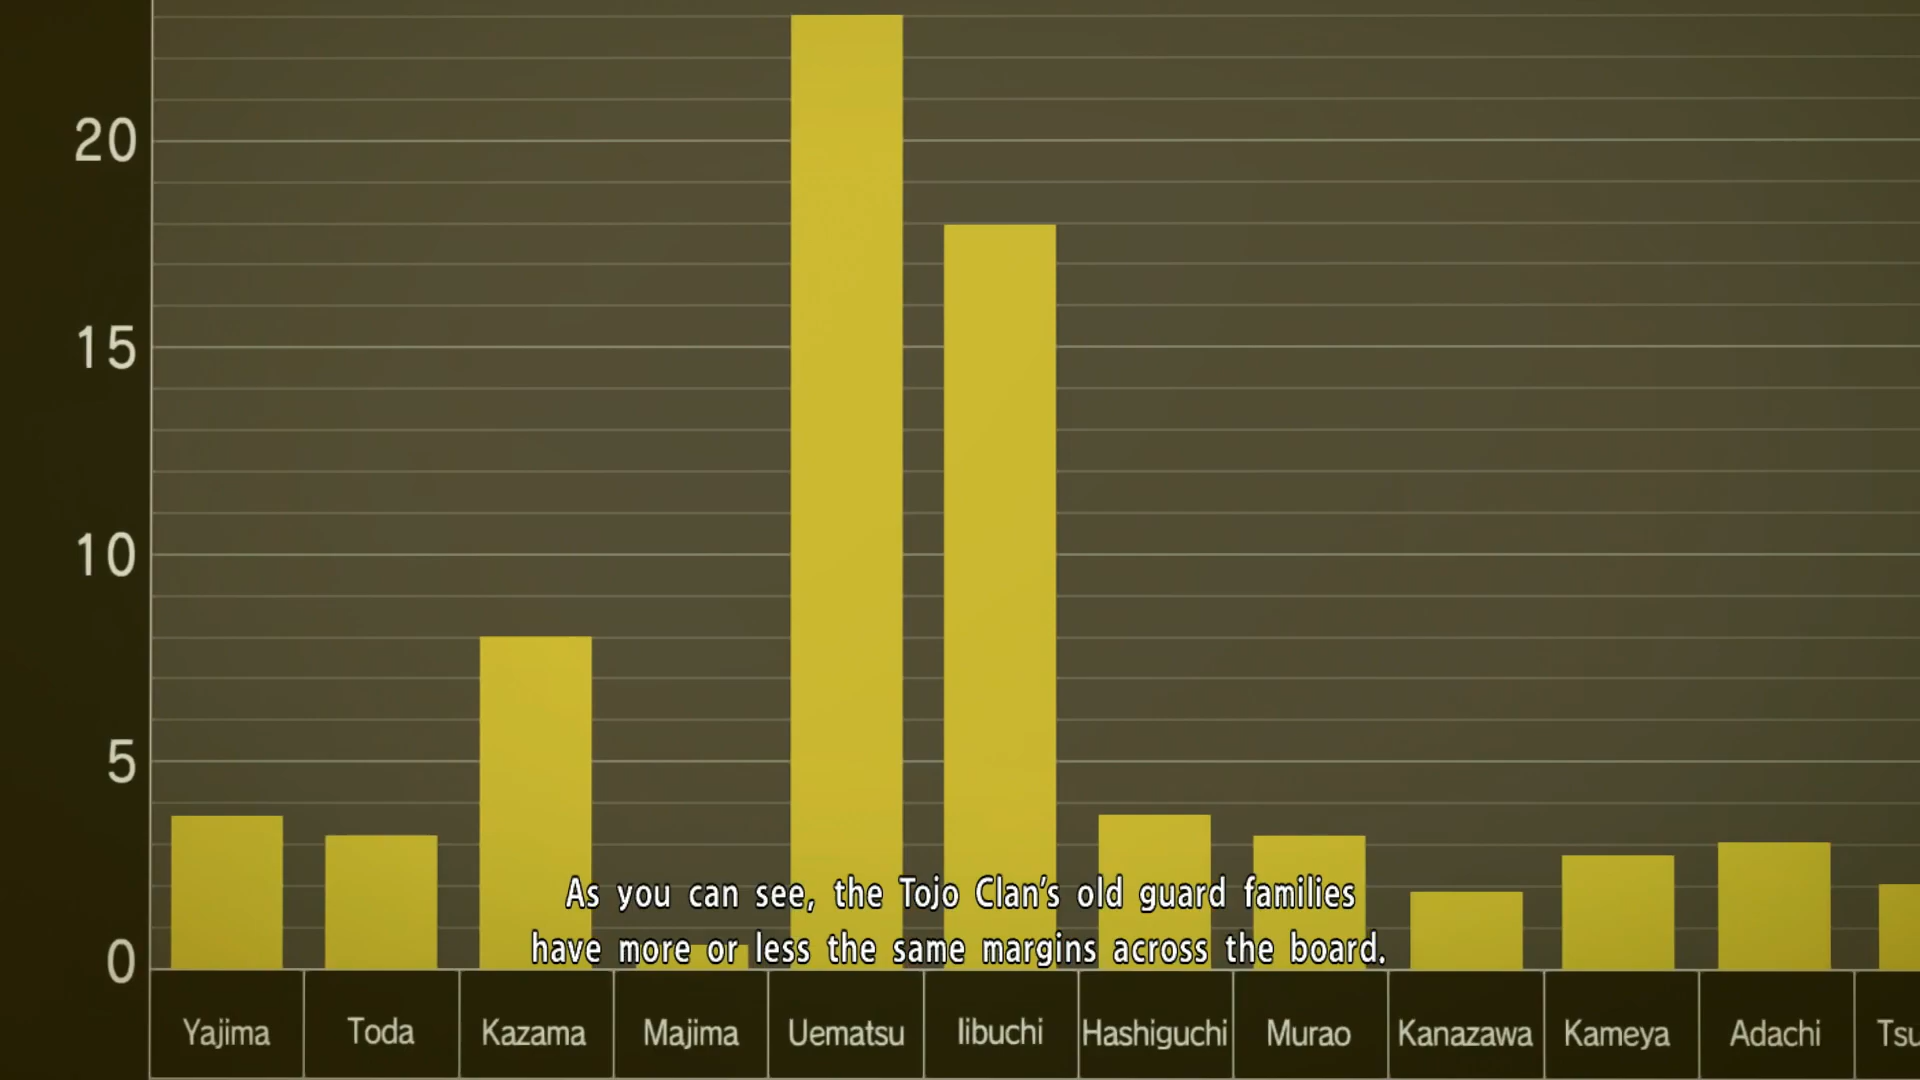 20
15
10
5
0
As you can see, the Tojo Clan's old guard families
have more or less the same margins across the board.
Yajima Toda Kazama Majima Uematsu Iibuchi Hashiguchi Murao Kanazawa Kameya Adachi Tsu